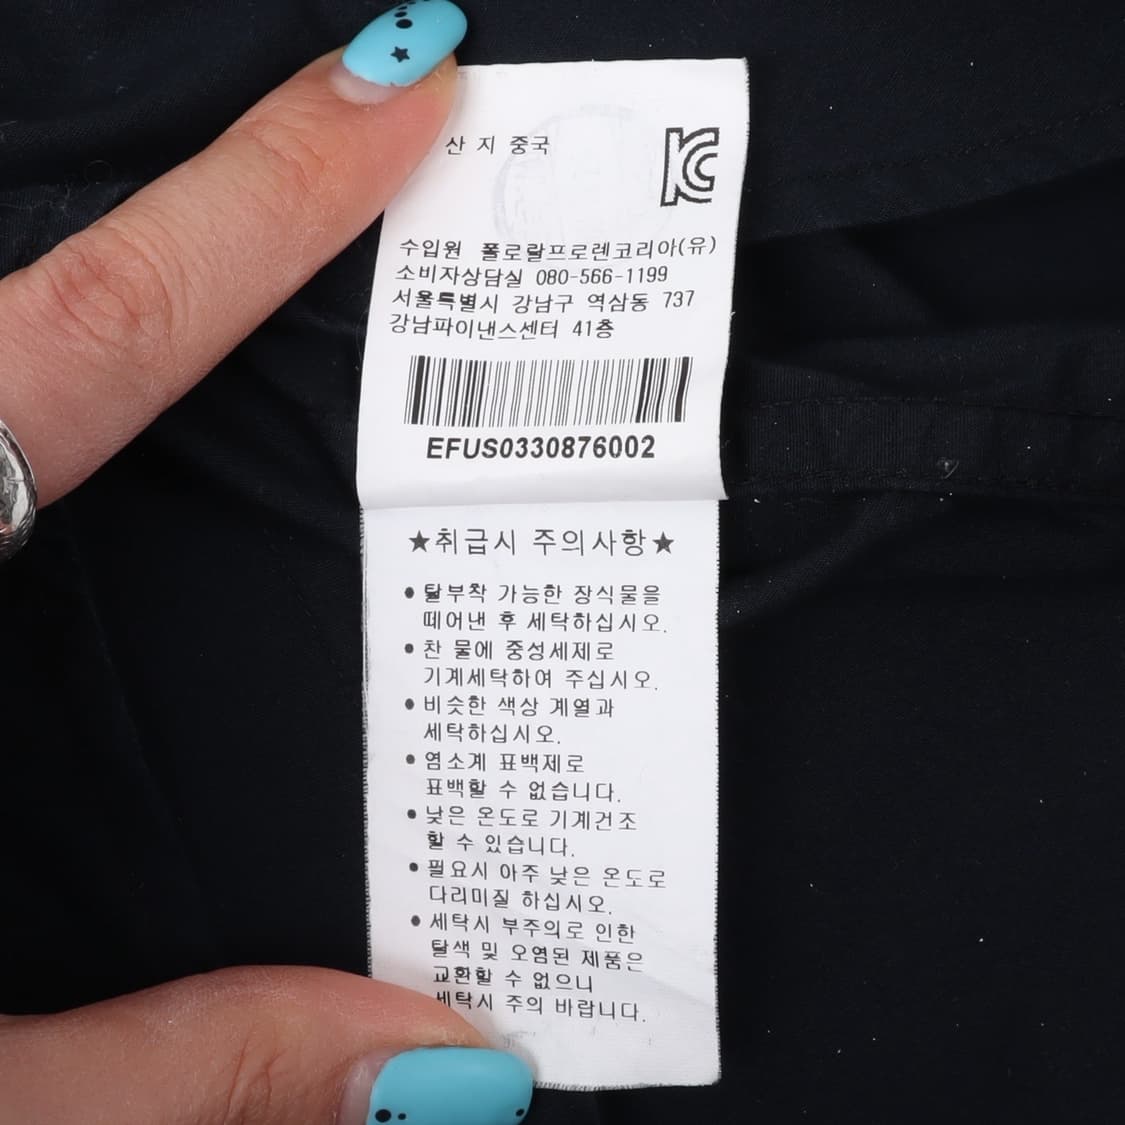 산 지 중국
KC
수입원 폴로랄프로렌코리아(유)
소비자상담실 080-566-1199
서울특별시 강남구 역삼동 737
강남파이낸스센터 41층
EFUS0330876002
★취급시 주의사항★
● 탈부착 가능한 장식물을
떼어낸 후 세탁하십시오.
● 찬 물에 중성세제로
기계세탁하여 주십시오.
● 비슷한 색상 계열과
세탁하십시오.
● 염소계 표백제로
표백할 수 없습니다.
● 낮은 온도로 기계건조
할 수 있습니다.
● 필요시 아주 낮은 온도로
다리미질 하십시오.
● 세탁시 부주의로 인한
탈색 및 오염된 제품은
교환할 수 없으니
세탁시 주의 바랍니다.